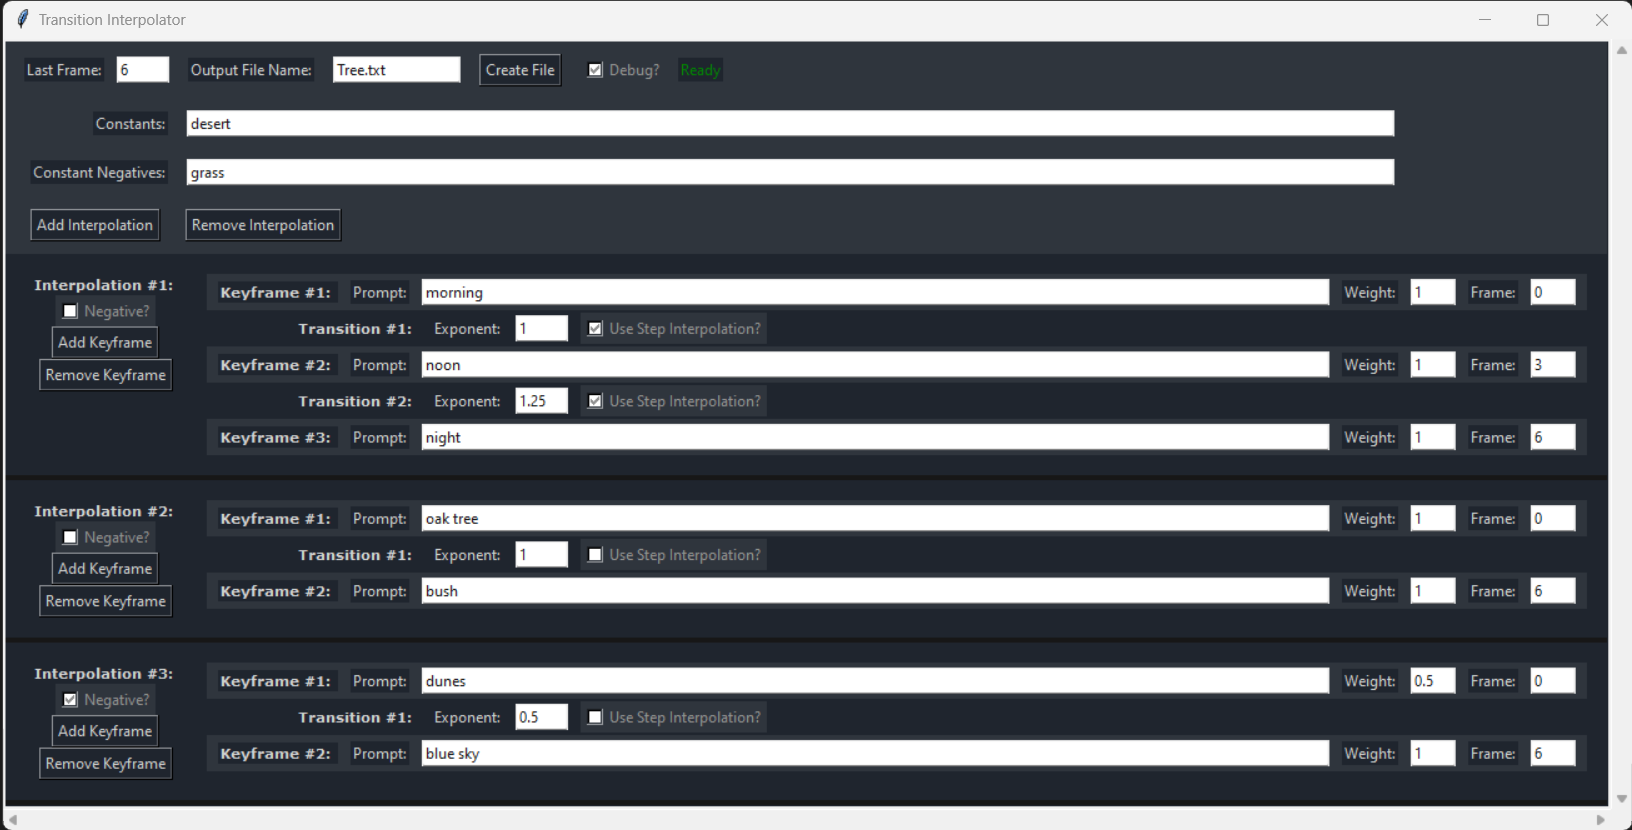 Transition Interpolator
Last Frame: 6 Output File Name: Tree.txt Create File Debug? Ready
Constants: desert
Constant Negatives: grass
Add Interpolation Remove Interpolation
Interpolation #1:
Negative?
Add Keyframe
Remove Keyframe
Keyframe #1: Prompt: morning Weight: 1 Frame: 0
Transition #1: Exponent: 1 Use Step Interpolation?
Keyframe #2: Prompt: noon Weight: 1 Frame: 3
Transition #2: Exponent: 1.25 Use Step Interpolation?
Keyframe #3: Prompt: night Weight: 1 Frame: 6
Interpolation #2:
Negative?
Add Keyframe
Remove Keyframe
Keyframe #1: Prompt: oak tree Weight: 1 Frame: 0
Transition #1: Exponent: 1 Use Step Interpolation?
Keyframe #2: Prompt: bush Weight: 1 Frame: 6
Interpolation #3:
Negative?
Add Keyframe
Remove Keyframe
Keyframe #1: Prompt: dunes Weight: 0.5 Frame: 0
Transition #1: Exponent: 0.5 Use Step Interpolation?
Keyframe #2: Prompt: blue sky Weight: 1 Frame: 6